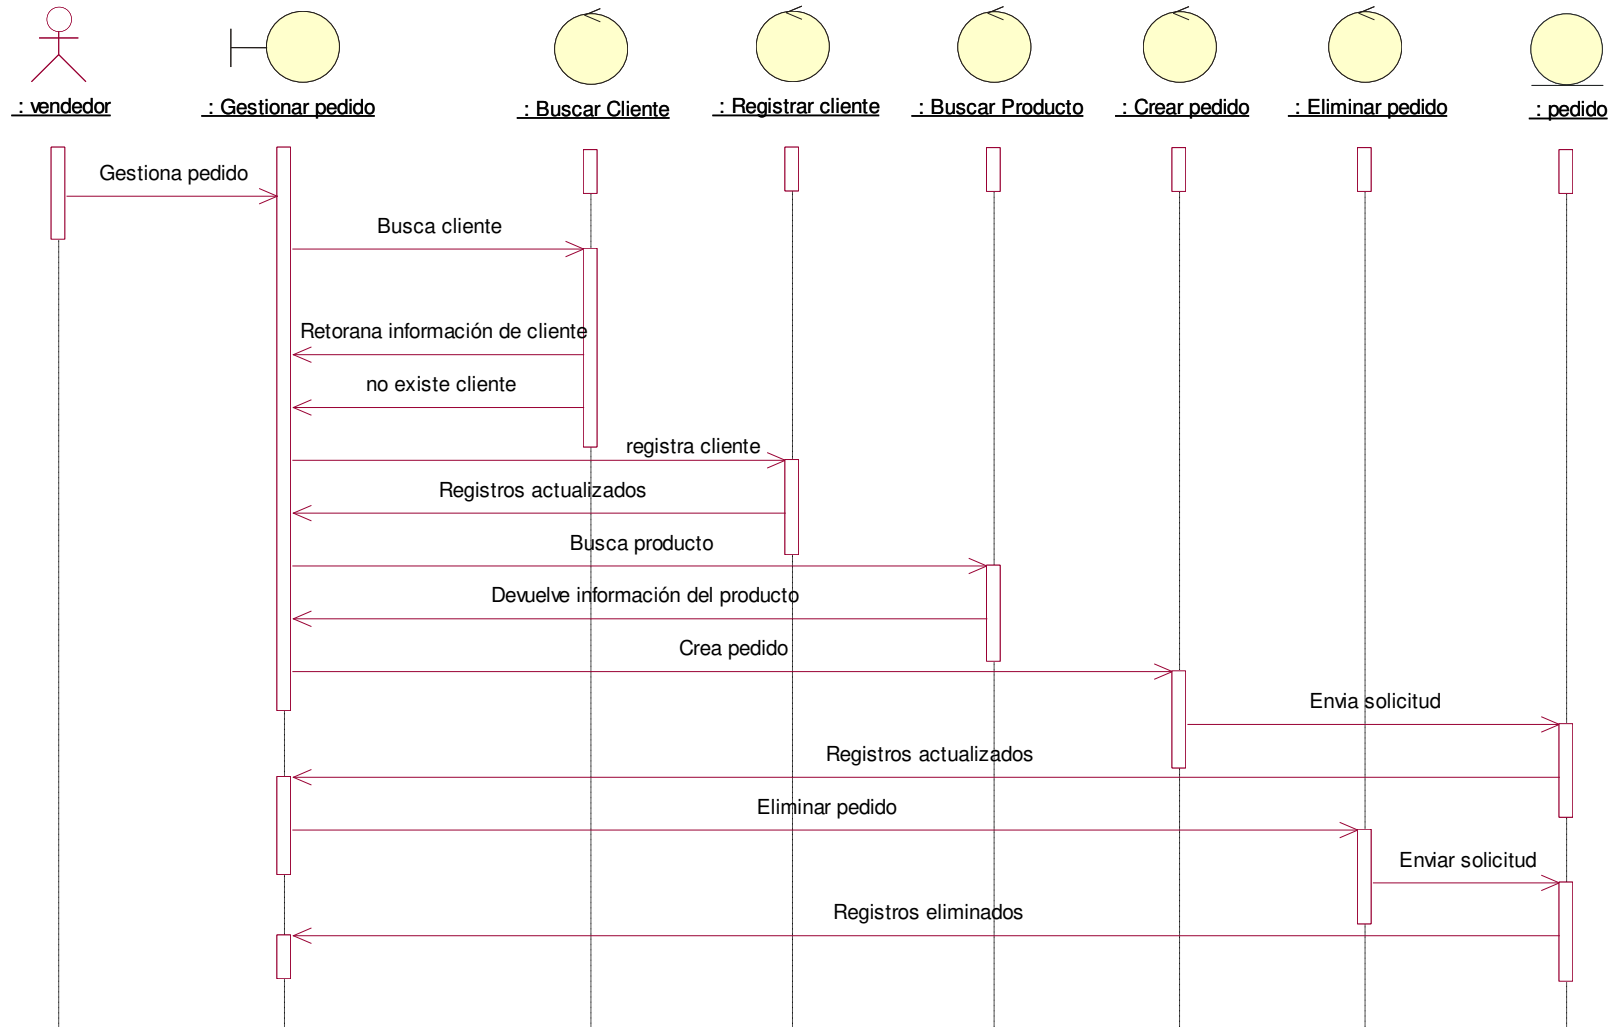 : vendedor
: Gestionar pedido
: Buscar Cliente
: Registrar cliente
: Buscar Producto
: Crear pedido
: Eliminar pedido
: pedido
Gestiona pedido
Busca cliente
Retorana información de cliente
no existe cliente
registra cliente
Registros actualizados
Busca producto
Devuelve información del producto
Crea pedido
Envia solicitud
Registros actualizados
Eliminar pedido
Enviar solicitud
Registros eliminados